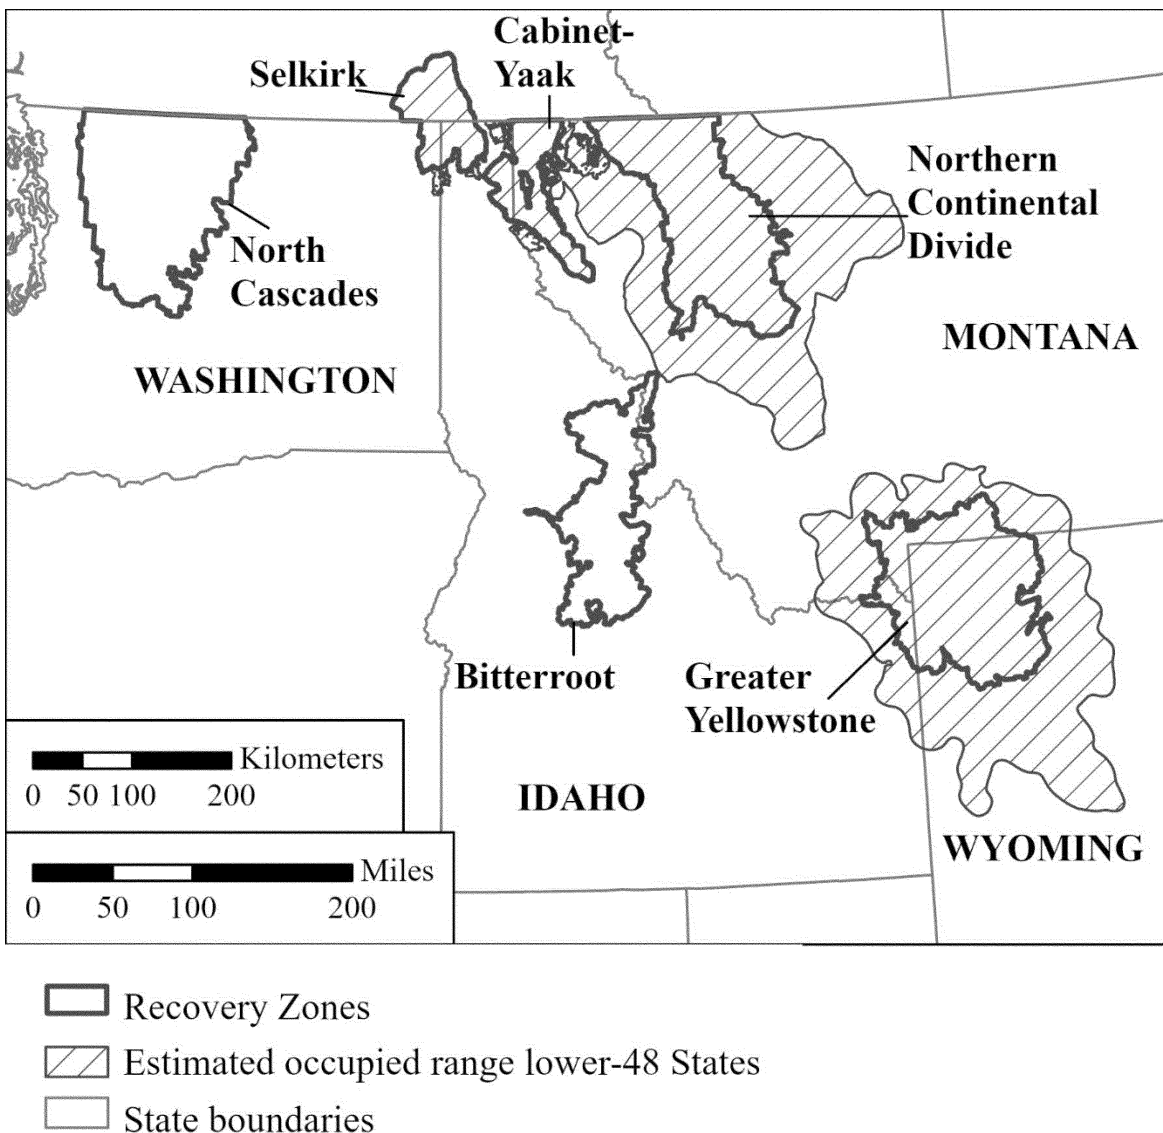 Cabinet-
Yaak
Selkirk
Northern
Continental
Divide
North
Cascades
MONTANA
WASHINGTON
Bitterroot
Greater
Yellowstone
Kilometers
0 50 100 200
IDAHO
WYOMING
Miles
0 50 100 200
Recovery Zones
Estimated occupied range lower-48 States
State boundaries